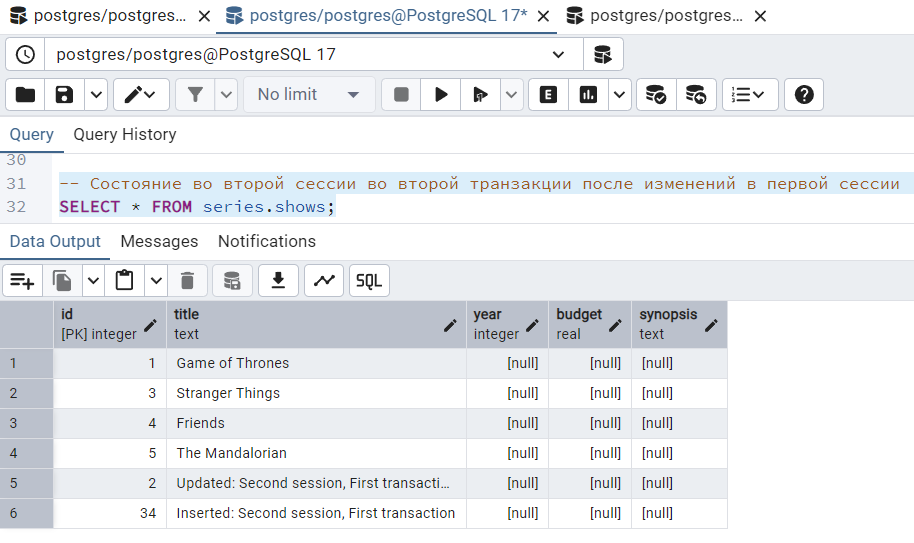 postgres/postgres...
postgres/postgres@PostgreSQL 17*
postgres/postgres...
postgres/postgres@PostgreSQL 17
No limit
E
Query
Query History
30
31 -- Состояние во второй сессии во второй транзакции после изменений в первой сессии
32 SELECT * FROM series.shows;
Data Output
Messages
Notifications
SQL
id title year budget synopsis
[PK] integer text integer real text
1 1 Game of Thrones [null] [null] [null]
2 3 Stranger Things [null] [null] [null]
3 4 Friends [null] [null] [null]
4 5 The Mandalorian [null] [null] [null]
5 2 Updated: Second session, First transacti... [null] [null] [null]
6 34 Inserted: Second session, First transaction [null] [null] [null]